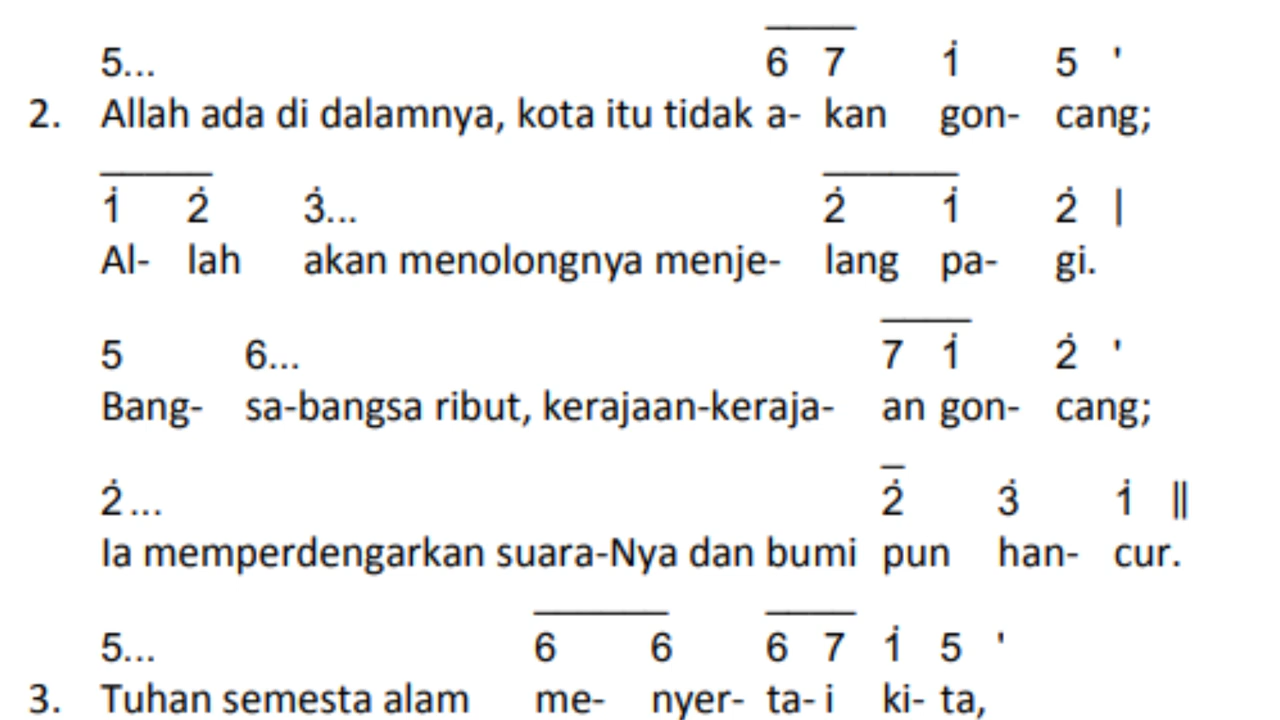 5... 6 7 1̇ 5 '
2. Allah ada di dalamnya, kota itu tidak a- kan gon- cang;
1̇ 2̇ 3̇... 2̇ 1̇ 2̇ |
Al- lah akan menolongnya menje- lang pa- gi.
5 6... 7 1̇ 2̇ '
Bang- sa-bangsa ribut, kerajaan-keraja- an gon- cang;
2̇ ... 2̇ 3̇ 1̇ ||
Ia memperdengarkan suara-Nya dan bumi pun han- cur.
5... 6 6 6 7 1̇ 5 '
3. Tuhan semesta alam me- nyer- ta- i ki- ta,